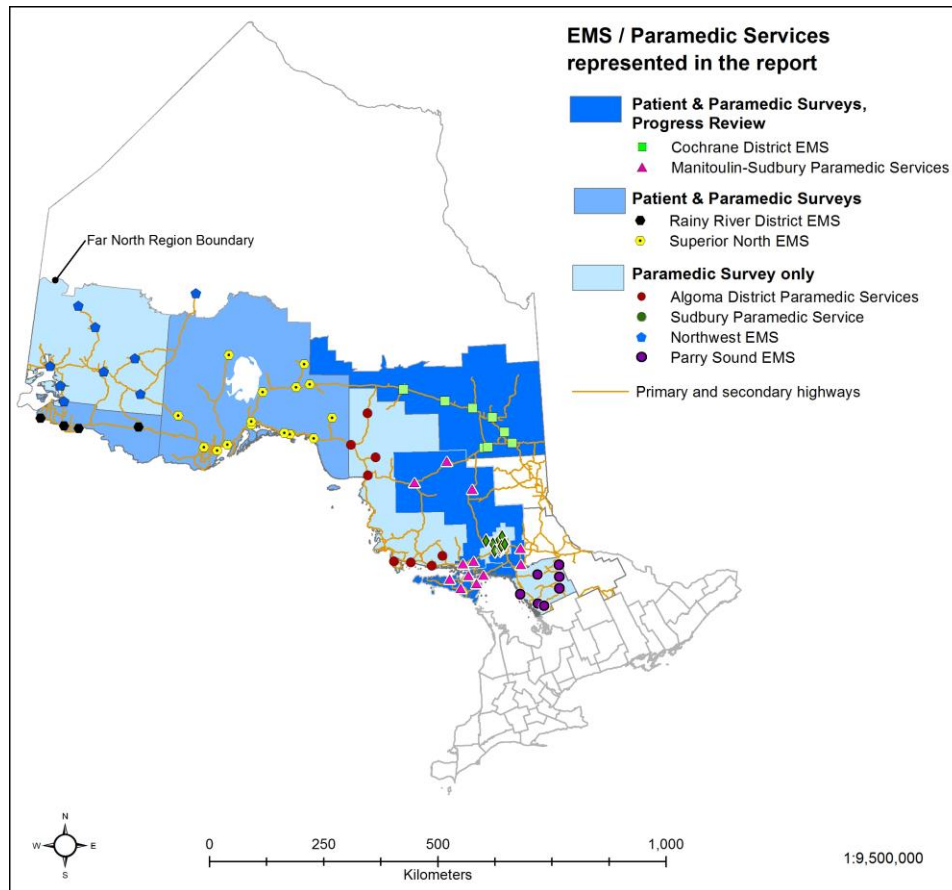 EMS / Paramedic Services
represented in the report
Patient & Paramedic Surveys,
Progress Review
Cochrane District EMS
Manitoulin-Sudbury Paramedic Services
Patient & Paramedic Surveys
Rainy River District EMS
Superior North EMS
Paramedic Survey only
Algoma District Paramedic Services
Sudbury Paramedic Service
Northwest EMS
Parry Sound EMS
Primary and secondary highways
Far North Region Boundary
N
W E
S
0 250 500 1,000
Kilometers
1:9,500,000